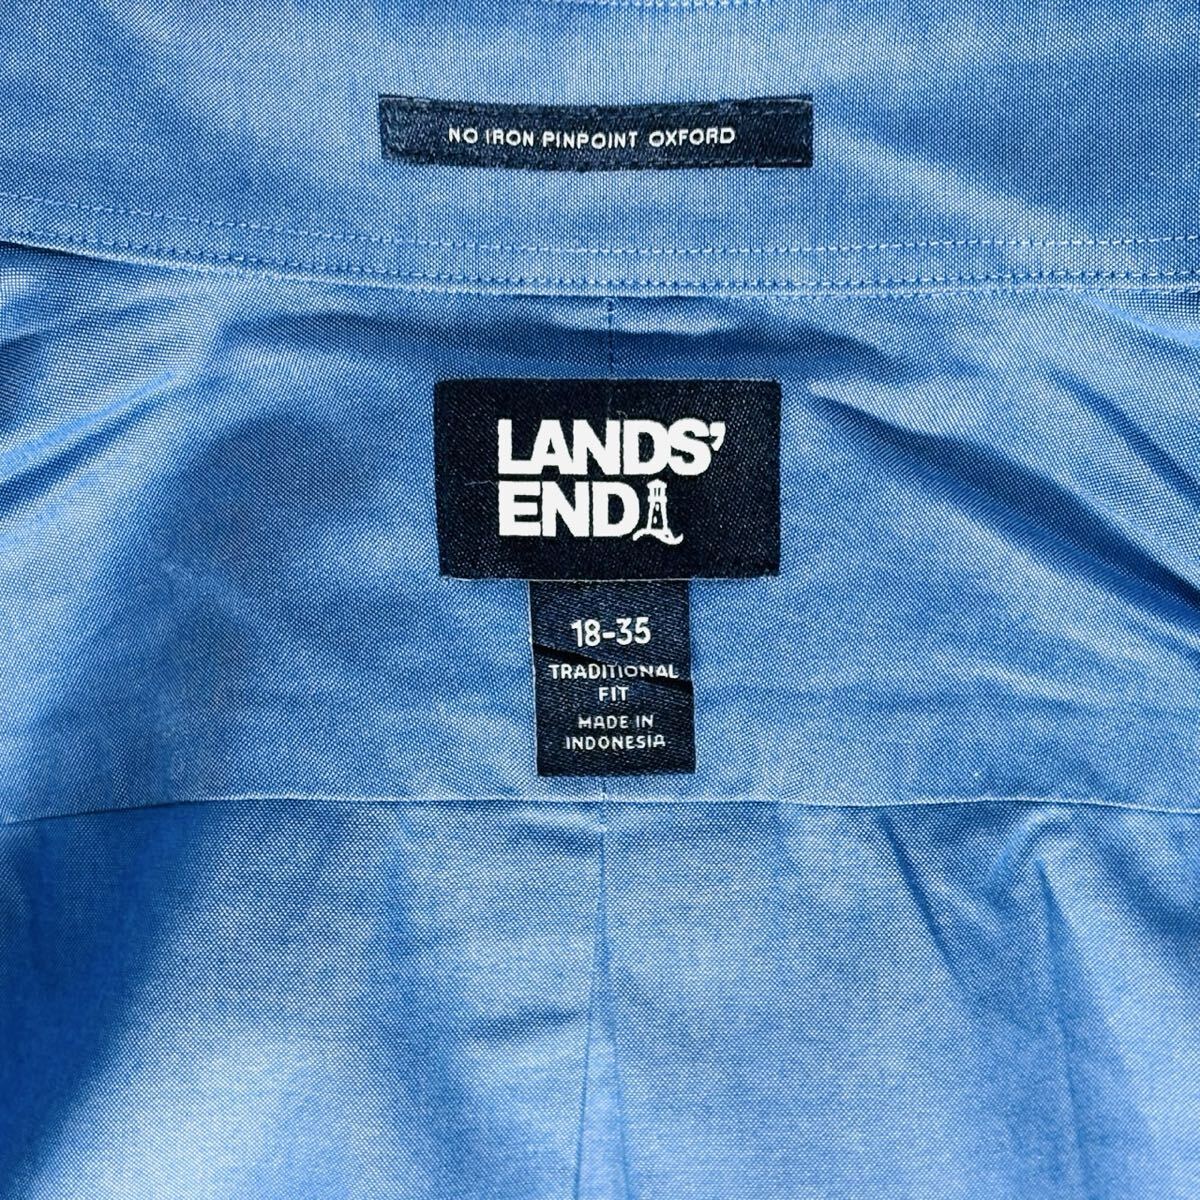 NO IRON PINPOINT OXFORD
LANDS'
END
18-35
TRADITIONAL
FIT
MADE IN
INDONESIA